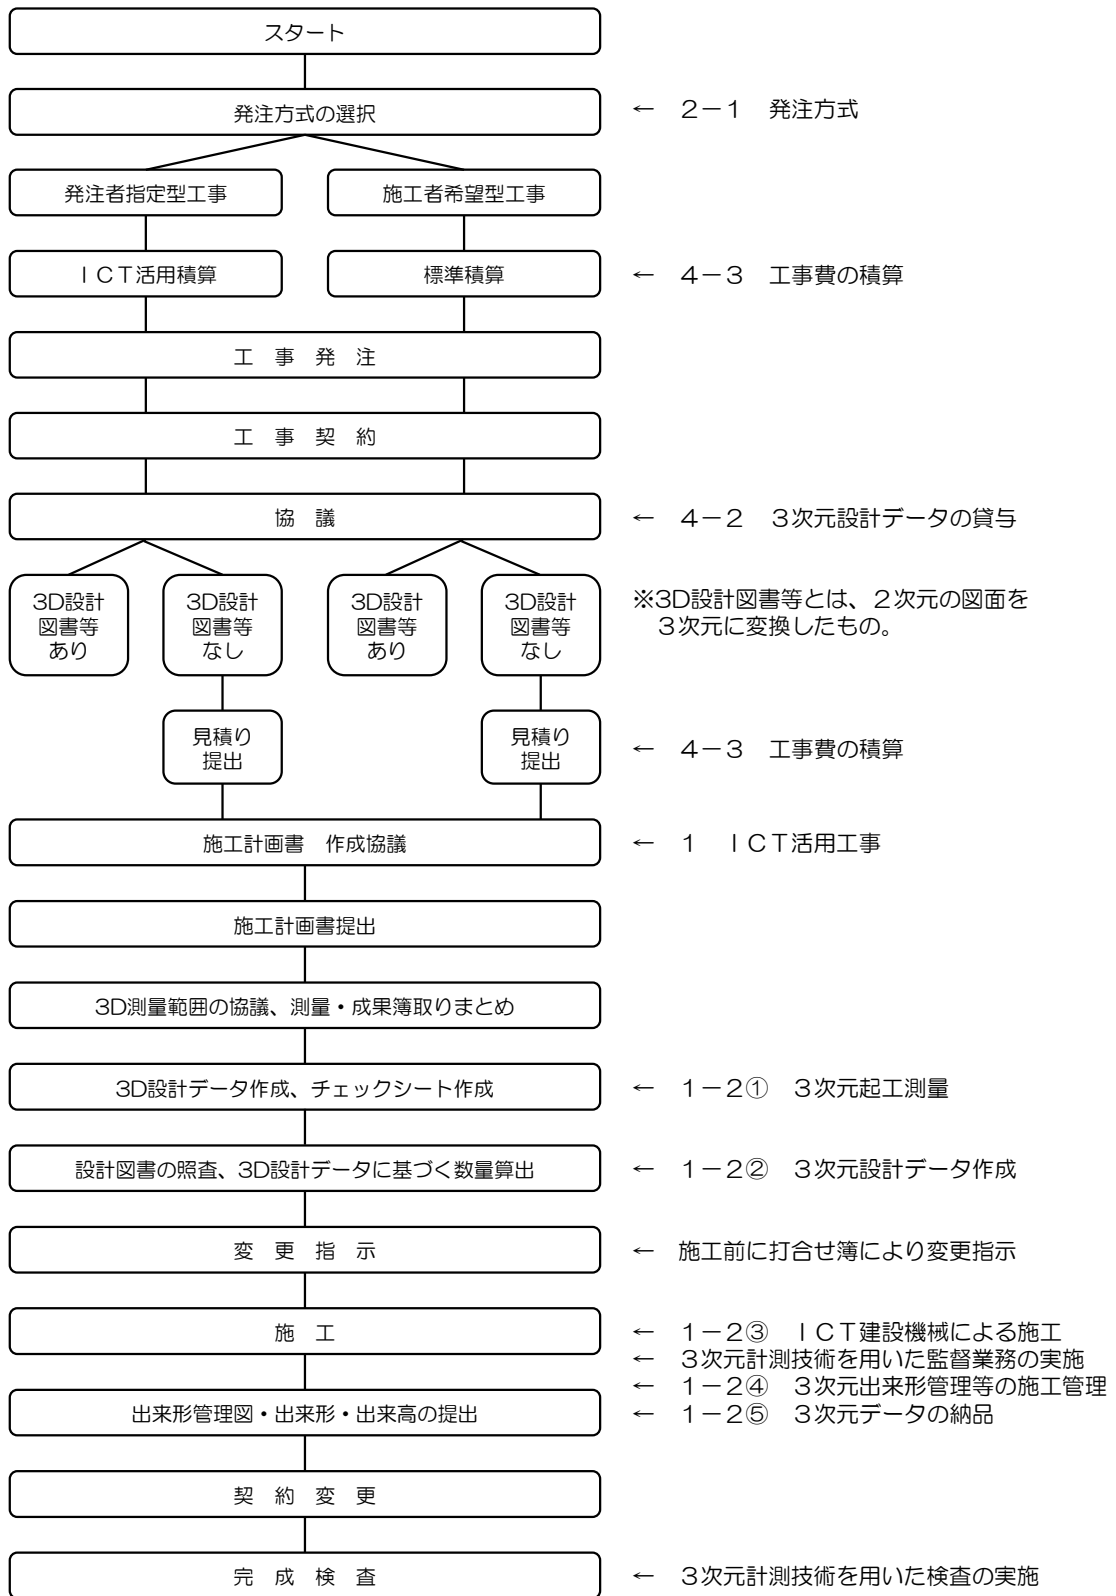 スタート
発注方式の選択
← 2－1　発注方式
発注者指定型工事
施工者希望型工事
ICT活用積算
標準積算
← 4－3　工事費の積算
工　事　発　注
工　事　契　約
協　議
← 4－2　3次元設計データの貸与
3D設計
図書等
あり
3D設計
図書等
なし
3D設計
図書等
あり
3D設計
図書等
なし
※3D設計図書等とは、2次元の図面を
3次元に変換したもの。
見積り
提出
見積り
提出
← 4－3　工事費の積算
施工計画書　作成協議
← 1　ICT活用工事
施工計画書提出
3D測量範囲の協議、測量・成果簿取りまとめ
3D設計データ作成、チェックシート作成
← 1－2①　3次元起工測量
設計図書の照査、3D設計データに基づく数量算出
← 1－2②　3次元設計データ作成
変　更　指　示
← 施工前に打合せ簿により変更指示
施　工
← 1－2③　ICT建設機械による施工
← 3次元計測技術を用いた監督業務の実施
← 1－2④　3次元出来形管理等の施工管理
出来形管理図・出来形・出来高の提出
← 1－2⑤　3次元データの納品
契　約　変　更
完　成　検　査
← 3次元計測技術を用いた検査の実施